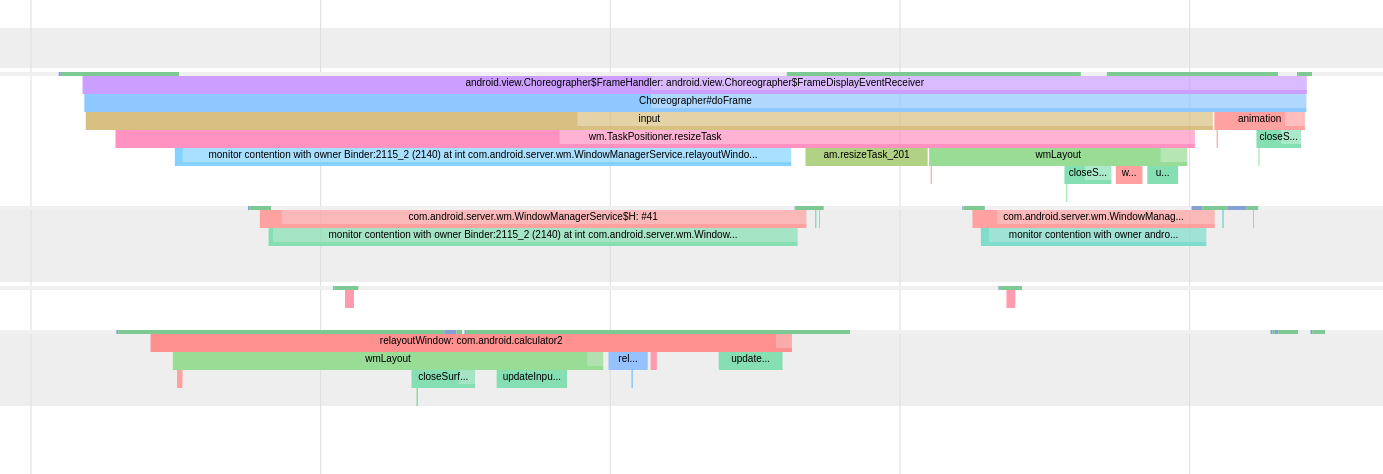 android.view.Choreographer$FrameHandler: android.view.Choreographer$FrameDisplayEventReceiver
Choreographer#doFrame
input animation
wm.TaskPositioner.resizeTask closeS...
monitor contention with owner Binder:2115_2 (2140) at int com.android.server.wm.WindowManagerService.relayoutWindo... am.resizeTask_201 wmLayout
closeS... w... u...
com.android.server.wm.WindowManagerService$H: #41 com.android.server.wm.WindowManag...
monitor contention with owner Binder:2115_2 (2140) at int com.android.server.wm.Window... monitor contention with owner andro...
relayoutWindow: com.android.calculator2
wmLayout rel... update...
closeSurf... updateInpu...